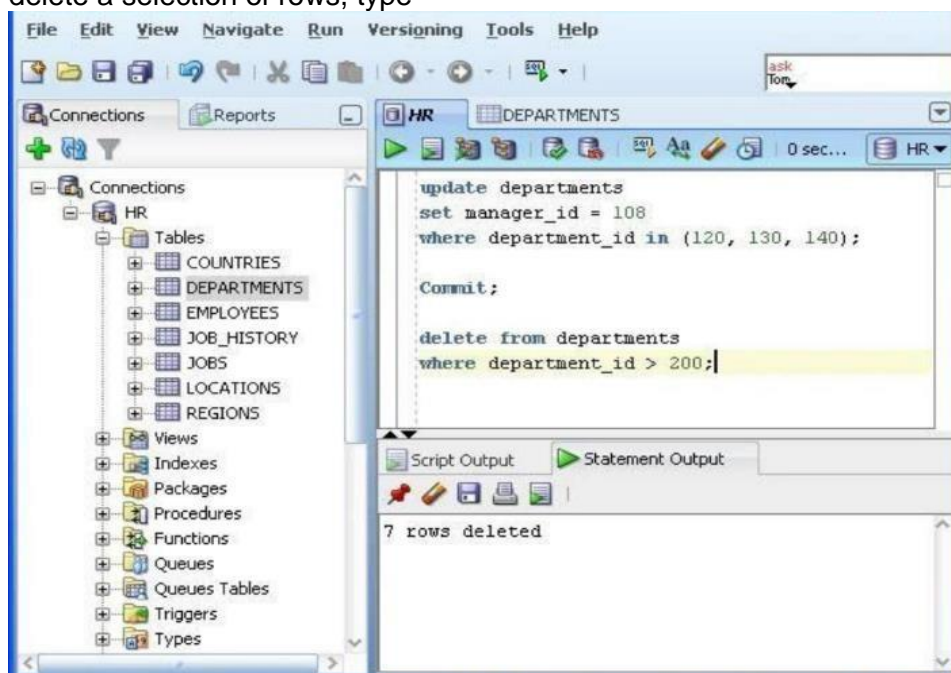 delete a selection of rows, type
File Edit View Navigate Run Versioning Tools Help
ask
Tom
Connections Reports
HR DEPARTMENTS
0 sec... HR
Connections
HR
Tables
COUNTRIES
DEPARTMENTS
EMPLOYEES
JOB_HISTORY
JOBS
LOCATIONS
REGIONS
Views
Indexes
Packages
Procedures
Functions
Queues
Queues Tables
Triggers
Types
update departments
set manager_id = 108
where department_id in (120, 130, 140);
Commit;
delete from departments
where department_id > 200;
Script Output Statement Output
7 rows deleted